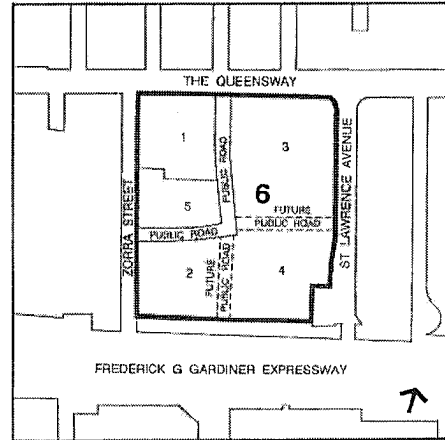 THE QUEENSWAY
1
PUBLIC ROAD
3
ST LAWRENCE AVENUE
ZORRA STREET
6
5
FUTURE
PUBLIC ROAD
PUBLIC ROAD
2
FUTURE
PUBLIC ROAD
4
FREDERICK G GARDINER EXPRESSWAY